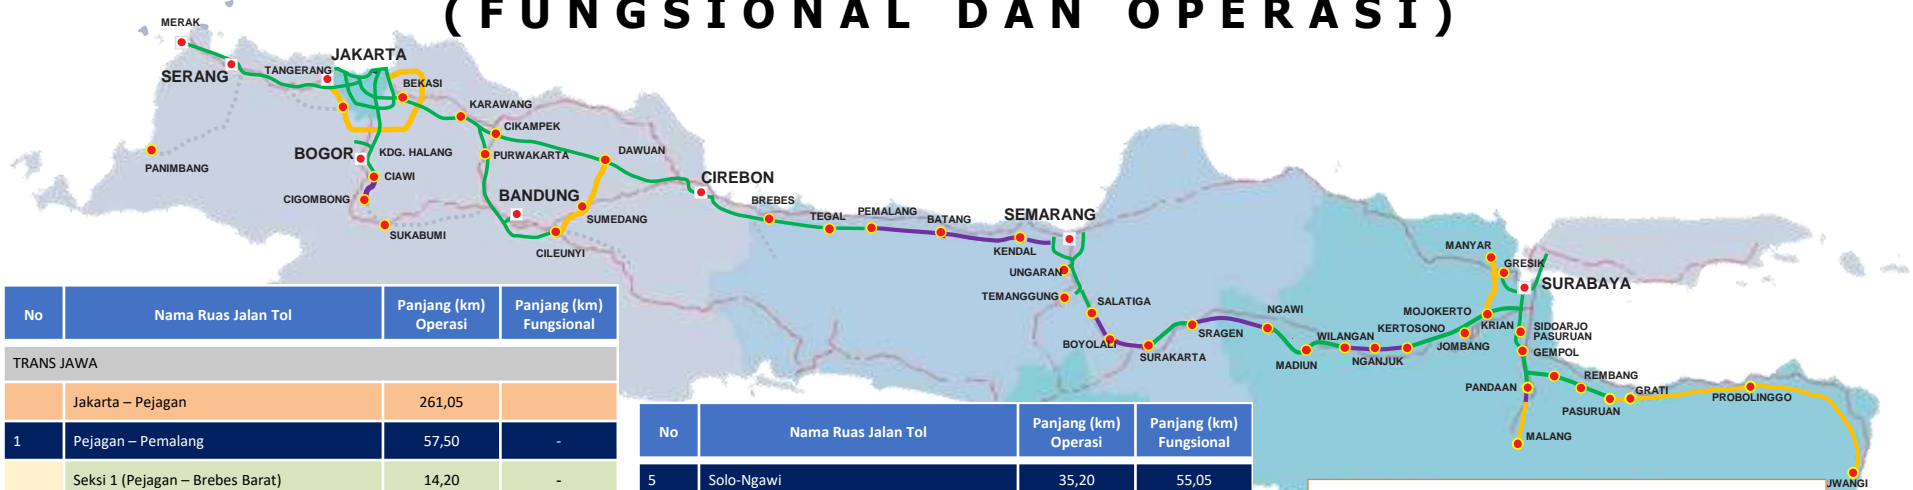 (FUNGSIONAL DAN OPERASI)
MERAK
SERANG
TANGERANG
JAKARTA
BEKASI
KARAWANG
CIKAMPEK
PANIMBANG
BOGOR
KDG. HALANG
CIAWI
CIGOMBONG
SUKABUMI
PURWAKARTA
DAWUAN
BANDUNG
SUMEDANG
CILEUNYI
CIREBON
BREBES
TEGAL
PEMALANG
BATANG
SEMARANG
KENDAL
UNGARAN
TEMANGGUNG
SALATIGA
BOYOLALI
SURAKARTA
SRAGEN
NGAWI
MADIUN
WILANGAN
NGANJUK
KERTOSONO
MOJOKERTO
JOMBANG
KRIAN
MANYAR
GRESIK
SURABAYA
SIDOARJO
PASURUAN
GEMPOL
PANDAAN
REMBANG
PASURUAN
GRATI
PROBOLINGGO
MALANG
JWANGI
No Nama Ruas Jalan Tol Panjang (km) Operasi Panjang (km) Fungsional
TRANS JAWA
Jakarta – Pejagan 261,05
1 Pejagan – Pemalang 57,50 -
Seksi 1 (Pejagan – Brebes Barat) 14,20 -
No Nama Ruas Jalan Tol Panjang (km) Operasi Panjang (km) Fungsional
5 Solo-Ngawi 35,20 55,05